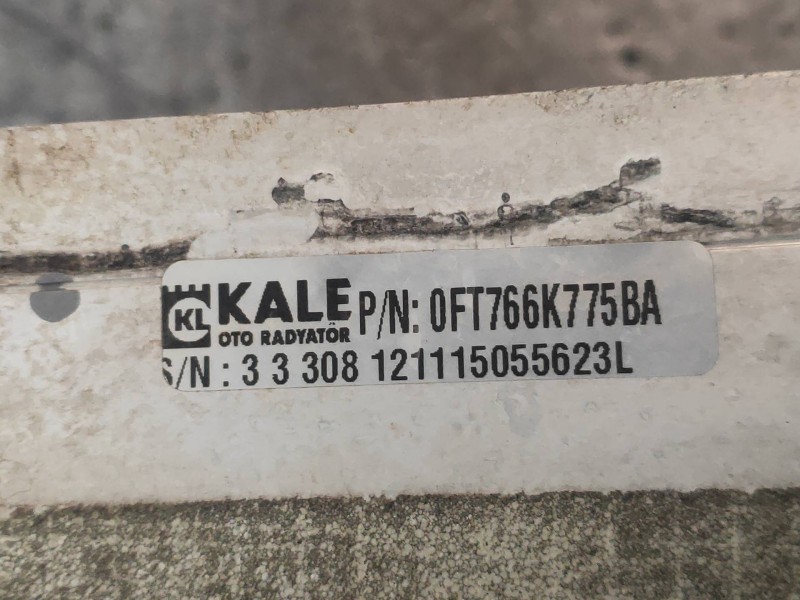 KL KALE P/N: 0FT766K775BA
OTO RADYATÖR
S/N : 3 3 308 121115055623L